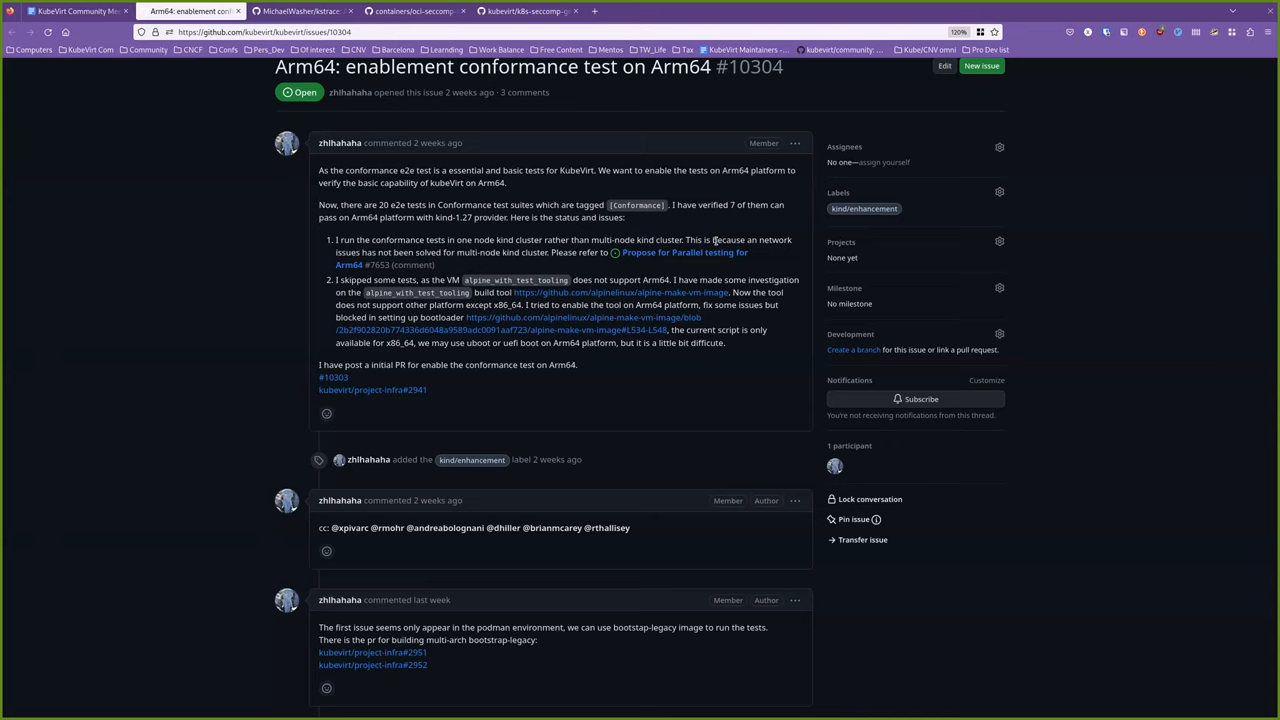 KubeVirt Community Me
Arm64: enablement conf
MichaelWasher/kstrace:
containers/oci-seccomp-
kubevirt/k8s-seccomp-ge
https://github.com/kubevirt/kubevirt/issues/10304
120%
Computers
KubeVirt Com
Community
CNCF
Confs
Pers_Dev
Of interest
CNV
Barcelona
Learnding
Work Balance
Free Content
Mentos
TW_Life
Tax
KubeVirt Maintainers -...
kubevirt/community: ...
Kube/CNV omni
Pro Dev list
Arm64: enablement conformance test on Arm64 #10304
Edit
New issue
Open
zhlhahaha opened this issue 2 weeks ago · 3 comments
zhlhahaha commented 2 weeks ago
Member
As the conformance e2e test is a essential and basic tests for KubeVirt. We want to enable the tests on Arm64 platform to
verify the basic capability of kubeVirt on Arm64.
Now, there are 20 e2e tests in Conformance test suites which are tagged [Conformance]. I have verified 7 of them can
pass on Arm64 platform with kind-1.27 provider. Here is the status and issues:
1. I run the conformance tests in one node kind cluster rather than multi-node kind cluster. This is because an network
issues has not been solved for multi-node kind cluster. Please refer to Propose for Parallel testing for
Arm64 #7653 (comment)
2. I skipped some tests, as the VM alpine_with_test_tooling does not support Arm64. I have made some investigation
on the alpine_with_test_tooling build tool https://github.com/alpinelinux/alpine-make-vm-image. Now the tool
does not support other platform except x86_64. I tried to enable the tool on Arm64 platform, fix some issues but
blocked in setting up bootloader https://github.com/alpinelinux/alpine-make-vm-image/blob
/2b2f902820b774336d6048a9589adc0091aaf723/alpine-make-vm-image#L534-L548, the current script is only
available for x86_64, we may use uboot or uefi boot on Arm64 platform, but it is a little bit difficute.
I have post a initial PR for enable the conformance test on Arm64.
#10303
kubevirt/project-infra#2941
zhlhahaha added the kind/enhancement label 2 weeks ago
zhlhahaha commented 2 weeks ago
Member
Author
cc: @xpivarc @rmohr @andreabolognani @dhiller @brianmcarey @rthallisey
zhlhahaha commented last week
Member
Author
The first issue seems only appear in the podman environment, we can use bootstap-legacy image to run the tests.
There is the pr for building multi-arch bootstrap-legacy:
kubevirt/project-infra#2951
kubevirt/project-infra#2952
Assignees
No one—assign yourself
Labels
kind/enhancement
Projects
None yet
Milestone
No milestone
Development
Create a branch for this issue or link a pull request.
Notifications
Customize
Subscribe
You're not receiving notifications from this thread.
1 participant
Lock conversation
Pin issue
Transfer issue